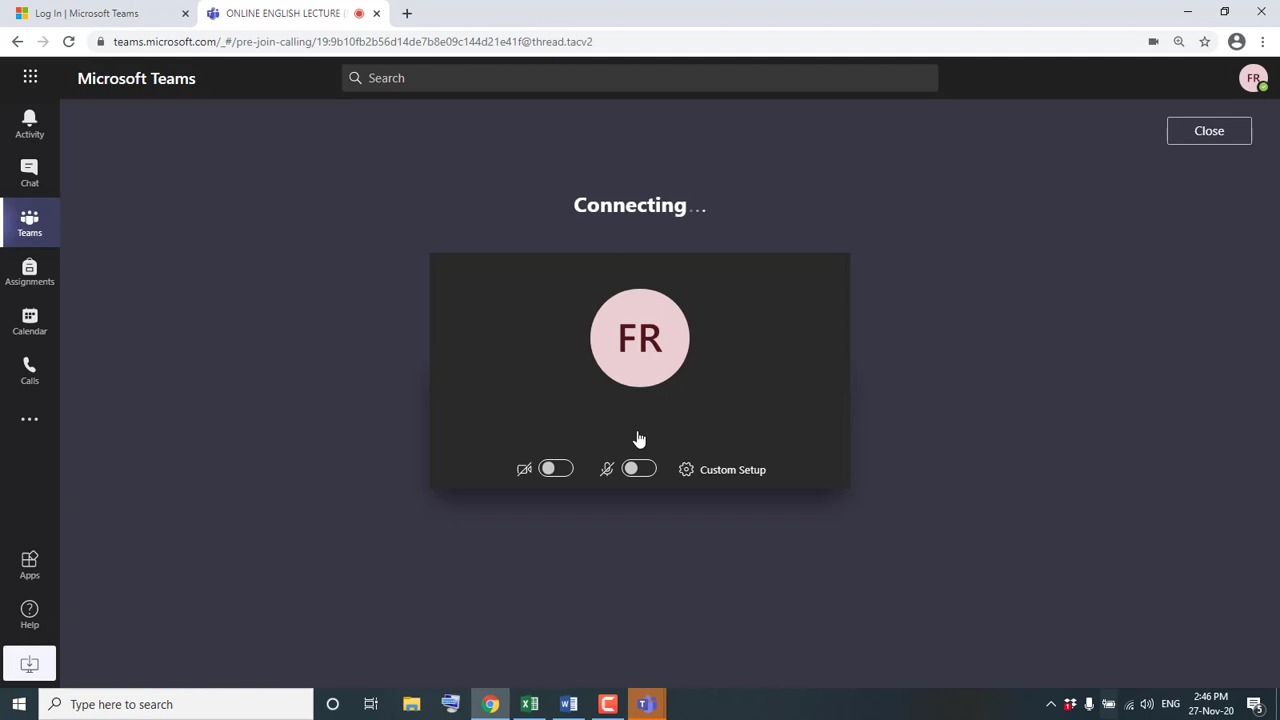 Log In | Microsoft Teams
ONLINE ENGLISH LECTURE (
teams.microsoft.com/_#/pre-join-calling/19:9b10fb2b56d14de7b8e09c144d21e41f@thread.tacv2
Microsoft Teams
Search
FR
Activity
Chat
Teams
Assignments
Calendar
Calls
Apps
Help
Close
Connecting...
FR
Custom Setup
Type here to search
ENG
2:46 PM
27-Nov-20
5